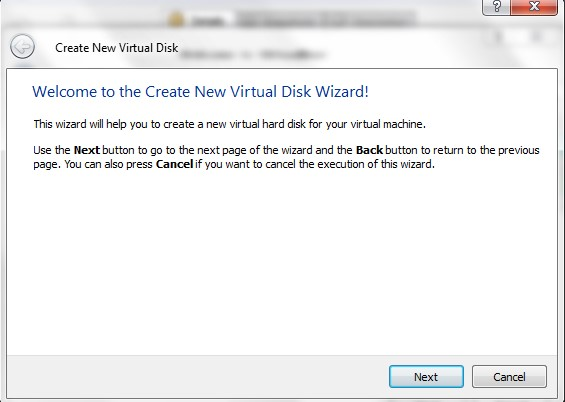 Create New Virtual Disk
Welcome to the Create New Virtual Disk Wizard!
This wizard will help you to create a new virtual hard disk for your virtual machine.
Use the Next button to go to the next page of the wizard and the Back button to return to the previous
page. You can also press Cancel if you want to cancel the execution of this wizard.
Next
Cancel